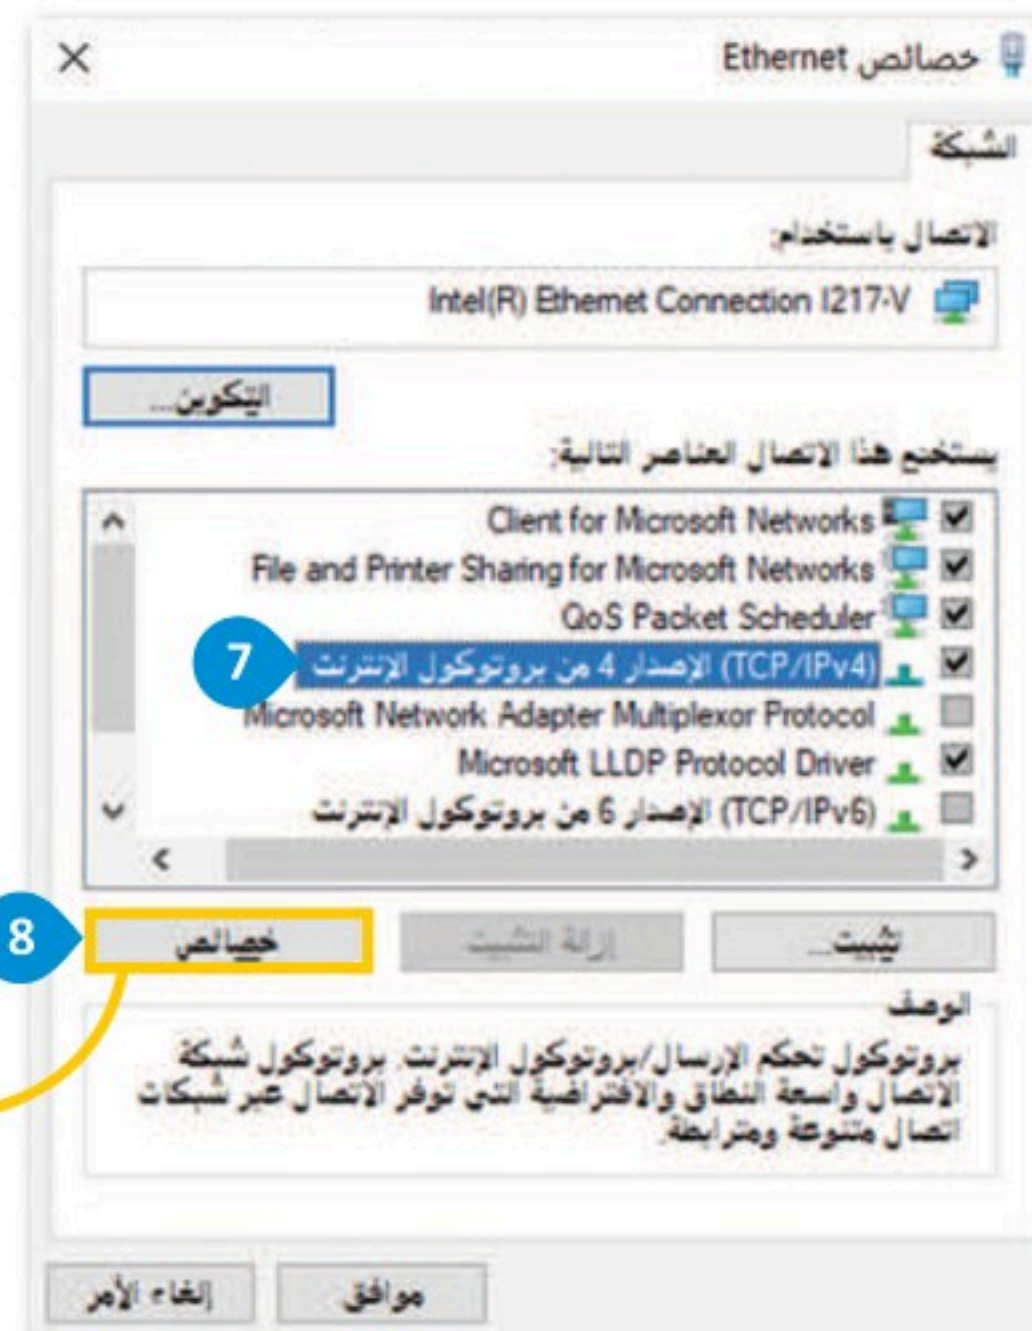 خصائص Ethernet
الشبكة
الاتصال باستخدام:
Intel(R) Ethernet Connection I217-V
التكوين...
يستخدم هذا الاتصال العناصر التالية:
Client for Microsoft Networks
File and Printer Sharing for Microsoft Networks
QoS Packet Scheduler
7
(TCP/IPv4) الإصدار 4 من بروتوكول الإنترنت
Microsoft Network Adapter Multiplexor Protocol
Microsoft LLDP Protocol Driver
(TCP/IPv6) الإصدار 6 من بروتوكول الإنترنت
تثبيت... إزالة التثبيت خصائص 8
الوصف
بروتوكول تحكم الإرسال/بروتوكول الإنترنت. بروتوكول شبكة
الاتصال واسعة النطاق والافتراضية التي توفر الاتصال عبر شبكات
اتصال متنوعة ومترابطة.
موافق إلغاء الأمر